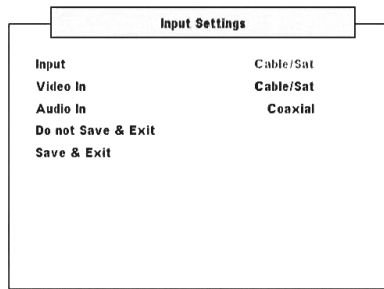 Input Settings
Input Cable/Sat
Video In Cable/Sat
Audio In Coaxial
Do not Save & Exit
Save & Exit